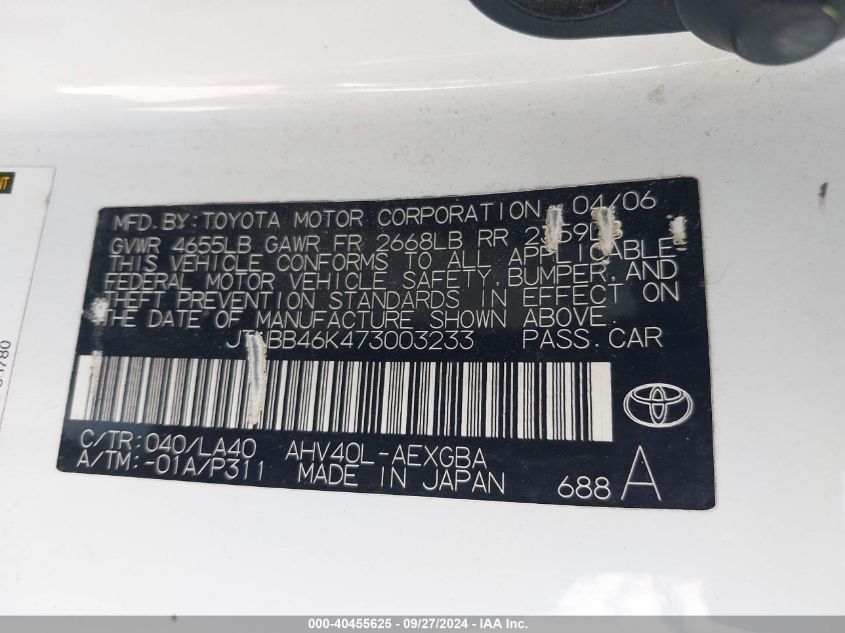 MFD. BY: TOYOTA MOTOR CORPORATION 04/06
GVWR 4655LB GAWR FR 2668LB RR
THIS VEHICLE CONFORMS TO ALL APPLICABLE
FEDERAL MOTOR VEHICLE SAFETY, BUMPER, AND
THEFT PREVENTION STANDARDS IN EFFECT ON
THE DATE OF MANUFACTURE SHOWN ABOVE.
PASS. CAR
C/TR: 040/LA40 AHV40L-AEXGBA
A/TM: -01A/P311 MADE IN JAPAN
688 A
000-40455625 - 09/27/2024 - IAA Inc.